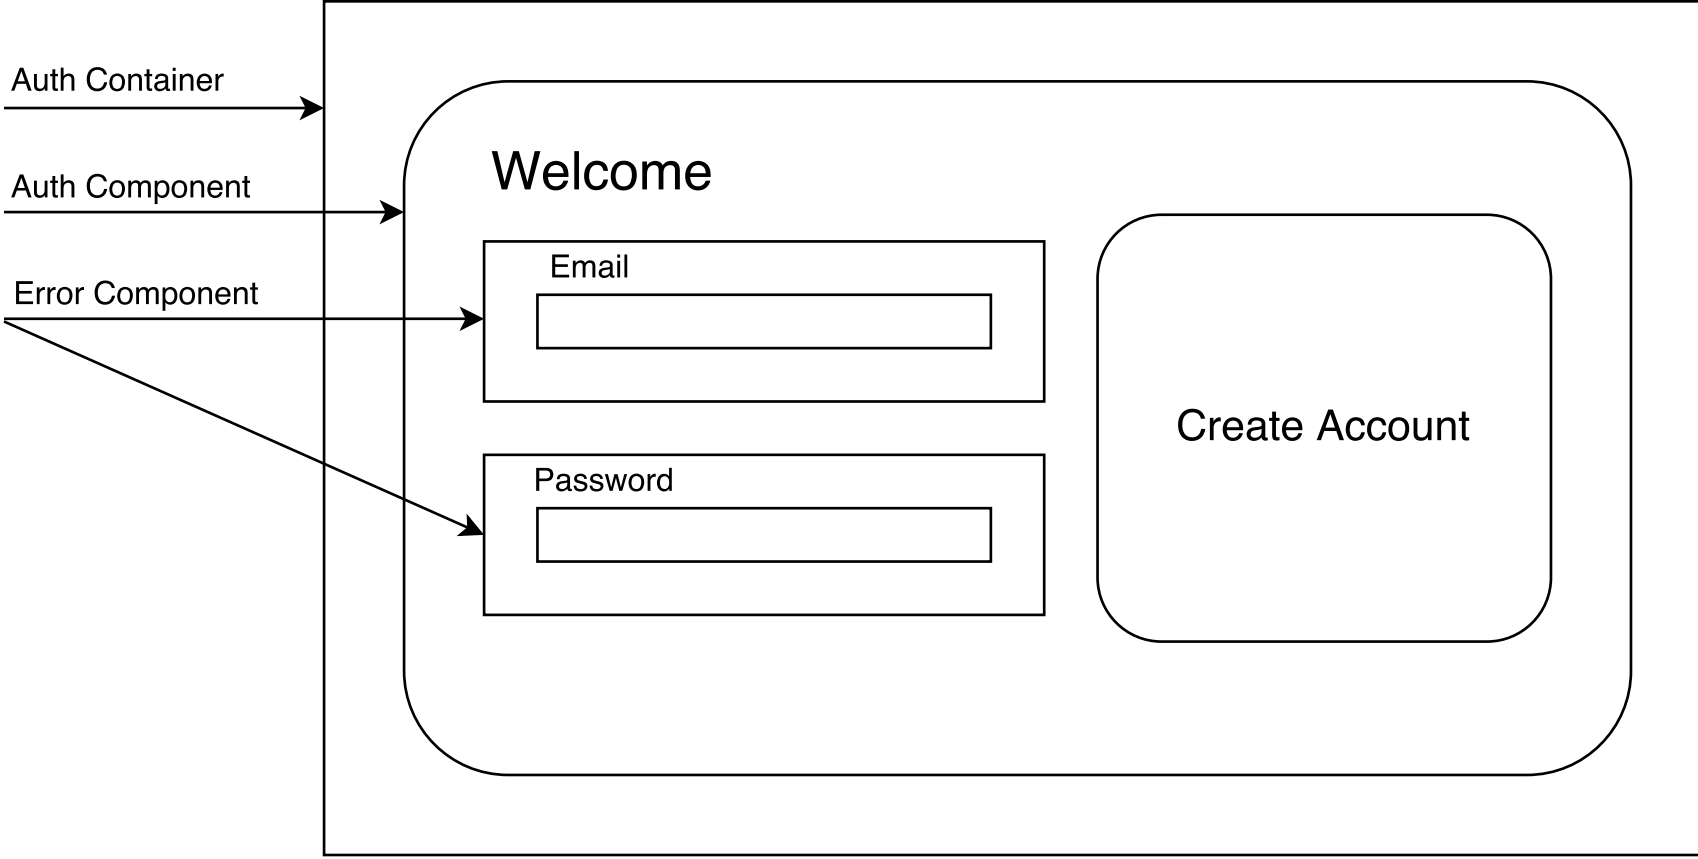 Auth Container
Auth Component
Error Component
Welcome
Email
Password
Create Account